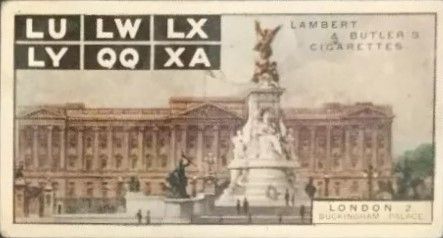 LU LW LX
LY QQ XA
LAMBERT
& BUTLER'S
CIGARETTES
LONDON 2
BUCKINGHAM PALACE